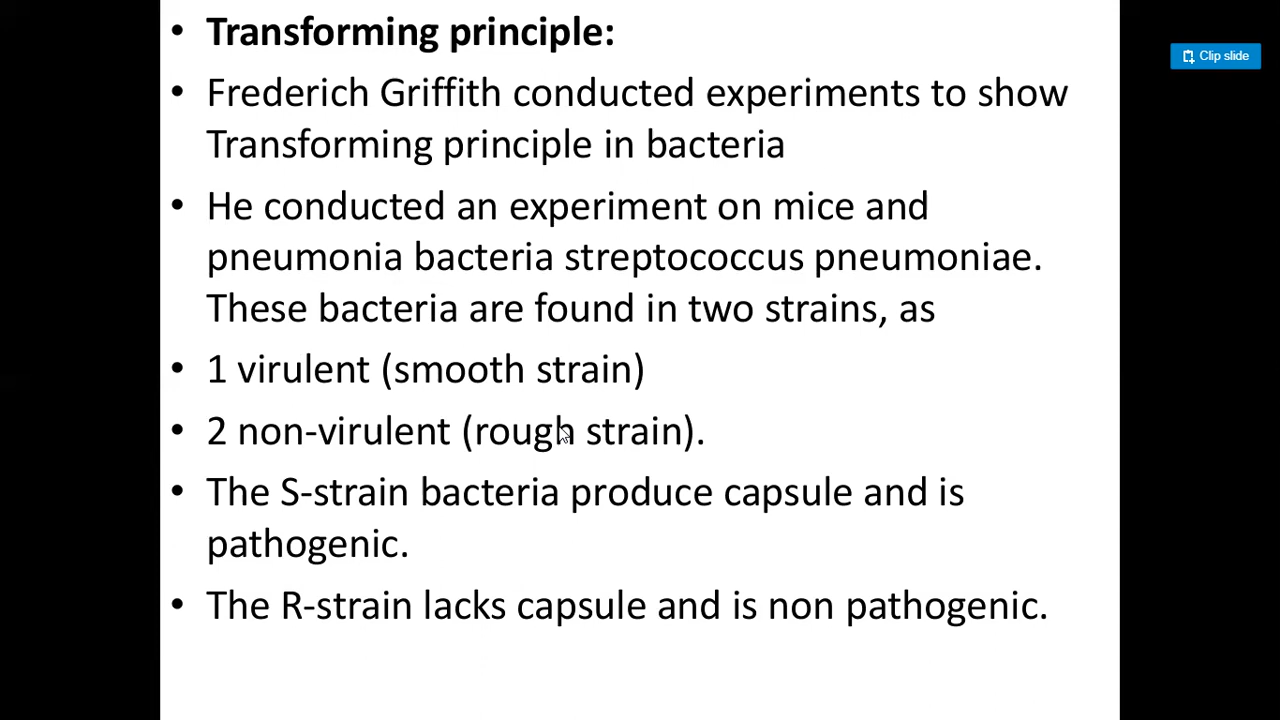 • Transforming principle:
Clip slide
• Frederich Griffith conducted experiments to show
Transforming principle in bacteria
• He conducted an experiment on mice and
pneumonia bacteria streptococcus pneumoniae.
These bacteria are found in two strains, as
• 1 virulent (smooth strain)
• 2 non-virulent (rough strain).
• The S-strain bacteria produce capsule and is
pathogenic.
• The R-strain lacks capsule and is non pathogenic.